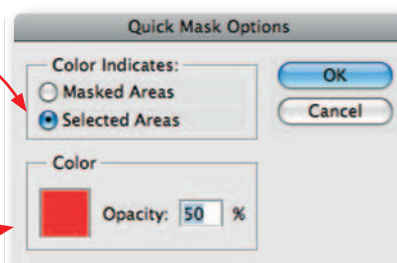 Quick Mask Options
Color Indicates:
Masked Areas
Selected Areas
OK
Cancel
Color
Opacity: 50 %